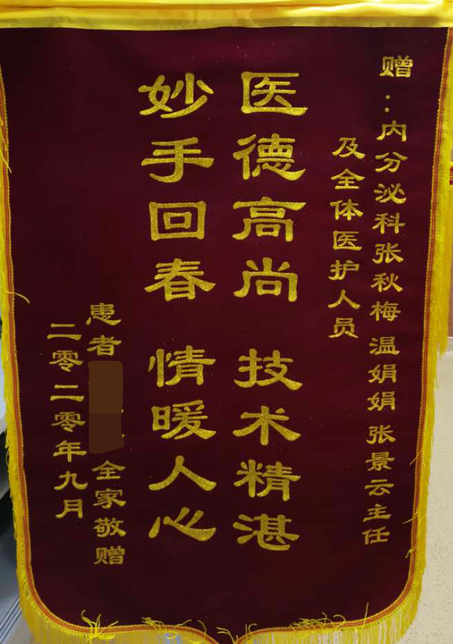 赠：内分泌科张秋梅 温娟娟 张景云主任
及全体医护人员
医德高尚 技术精湛
妙手回春 情暖人心
患者 全家敬赠
二零二零年九月